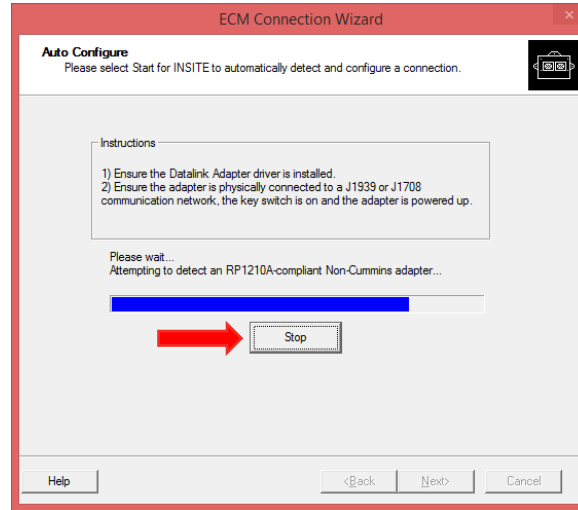 ECM Connection Wizard
Auto Configure
Please select Start for INSITE to automatically detect and configure a connection.
Instructions
1) Ensure the Datalink Adapter driver is installed.
2) Ensure the adapter is physically connected to a J1939 or J1708
communication network, the key switch is on and the adapter is powered up.
Please wait...
Attempting to detect an RP1210A-compliant Non-Cummins adapter...
Stop
Help
<Back
Next>
Cancel